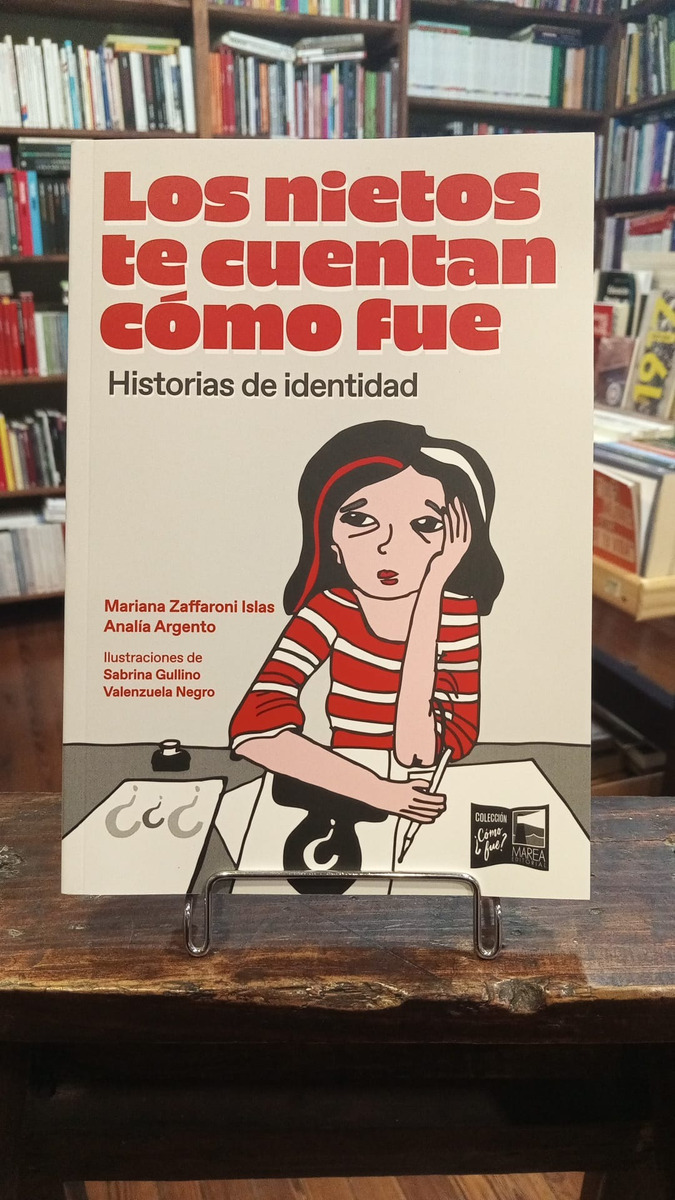 Los nietos
te cuentan
cómo fue
Historias de identidad
Mariana Zaffaroni Islas
Analía Argento
Ilustraciones de
Sabrina Gullino
Valenzuela Negro
¿ ¿ ¿
¿
COLECCIÓN
¿Cómo
fue?
MAREA
EDITORIAL